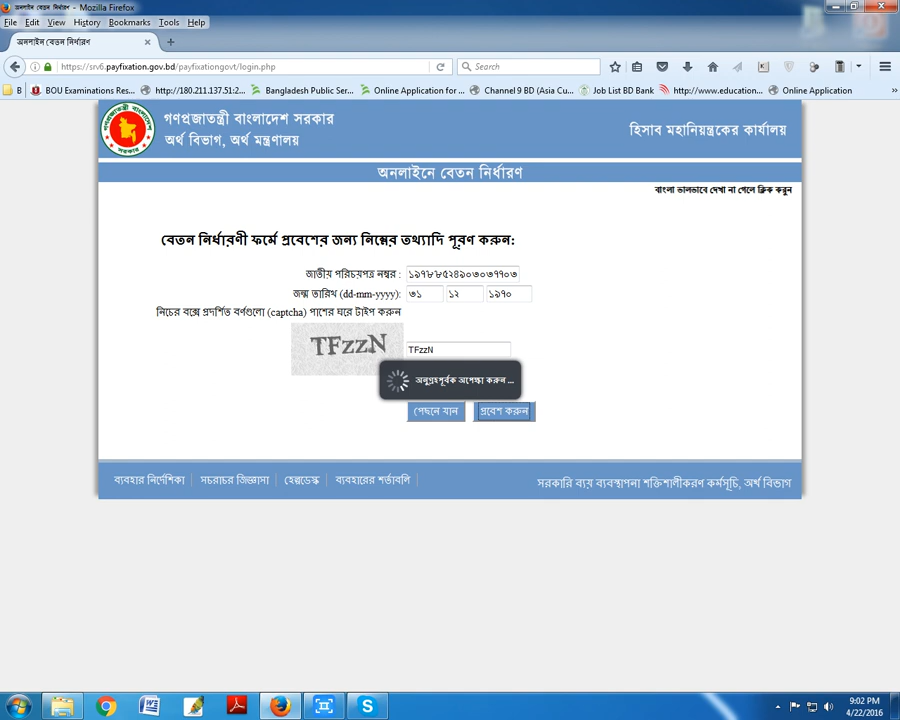 অনলাইন বেতন নির্ধারণ - Mozilla Firefox
File Edit View History Bookmarks Tools Help
অনলাইন বেতন নির্ধারণ
https://srv6.payfixation.gov.bd/payfixationgovt/login.php
Search
B BOU Examinations Res... http://180.211.137.51:2... Bangladesh Public Ser... Online Application for ... Channel 9 BD (Asia Cu... Job List BD Bank http://www.education... Online Application
গণপ্রজাতন্ত্রী বাংলাদেশ সরকার
অর্থ বিভাগ, অর্থ মন্ত্রণালয়
হিসাব মহানিয়ন্ত্রকের কার্যালয়
অনলাইনে বেতন নির্ধারণ
বাংলা ভালভাবে দেখা না গেলে ক্লিক করুন
বেতন নির্ধারণী ফর্মে প্রবেশের জন্য নিম্নের তথ্যাদি পূরণ করুন:
জাতীয় পরিচয়পত্র নম্বর : ১৯৭৮৮৫২৪৯০৩০৩৭৭০৩
জন্ম তারিখ (dd-mm-yyyy): ৩১ ১২ ১৯৭০
নিচের বক্সে প্রদর্শিত বর্ণগুলো (captcha) পাশের ঘরে টাইপ করুন
TFzzN TFzzN
অনুগ্রহপূর্বক অপেক্ষা করুন ...
পেছনে যান প্রবেশ করুন
ব্যবহার নির্দেশিকা সচরাচর জিজ্ঞাসা হেল্পডেস্ক ব্যবহারের শর্তাবলি
সরকারি ব্যয় ব্যবস্থাপনা শক্তিশালীকরণ কর্মসূচি, অর্থ বিভাগ
9:02 PM
4/22/2016